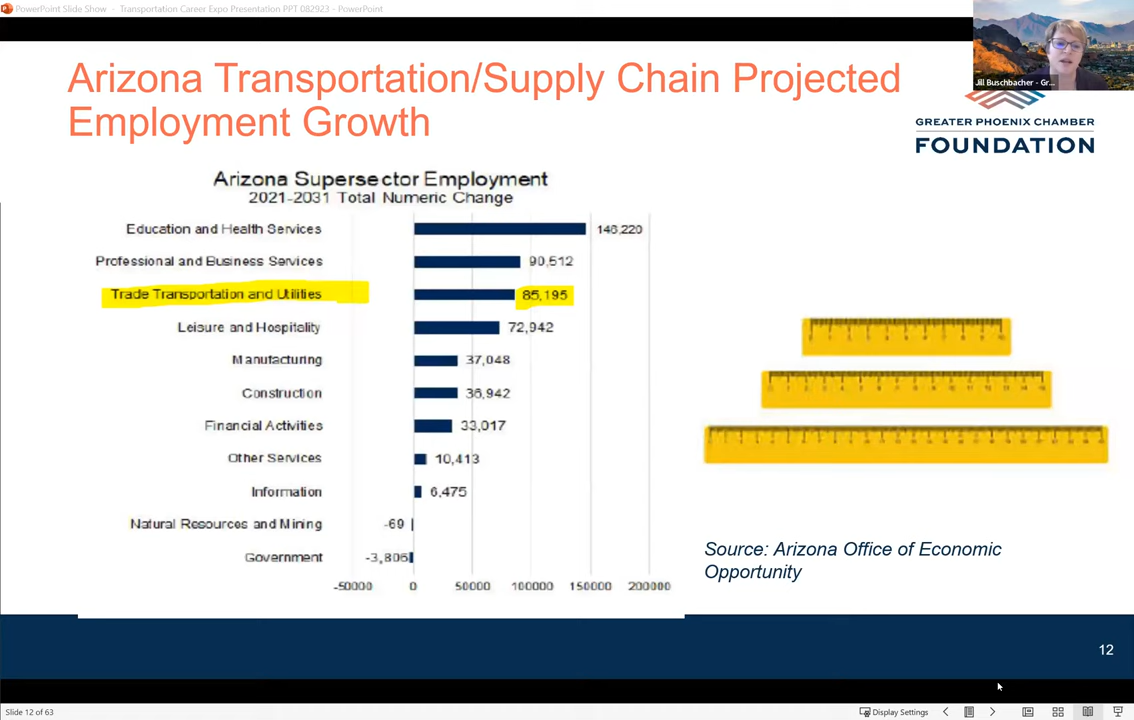 PowerPoint Slide Show - Transportation Career Expo Presentation PPT 082923 - PowerPoint
Jill Buschbacher - Gr...
Arizona Transportation/Supply Chain Projected
Employment Growth
GREATER PHOENIX CHAMBER
FOUNDATION
Arizona Supersector Employment
2021-2031 Total Numeric Change
Education and Health Services 146,220
Professional and Business Services 90,512
Trade Transportation and Utilities 85,195
Leisure and Hospitality 72,942
Manufacturing 37,048
Construction 36,942
Financial Activities 33,017
Other Services 10,413
Information 6,475
Natural Resources and Mining -69
Government -3,806
-50000 0 50000 100000 150000 200000
Source: Arizona Office of Economic
Opportunity
12
Slide 12 of 63
Display Settings